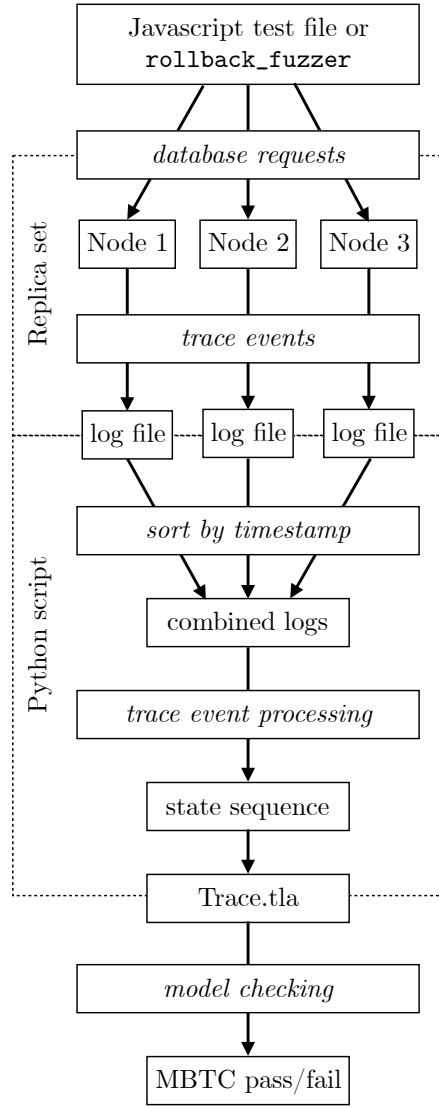 Javascript test file or
rollback_fuzzer
database requests
Replica set
Node 1
Node 2
Node 3
trace events
log file
log file
log file
Python script
sort by timestamp
combined logs
trace event processing
state sequence
Trace.tla
model checking
MBTC pass/fail